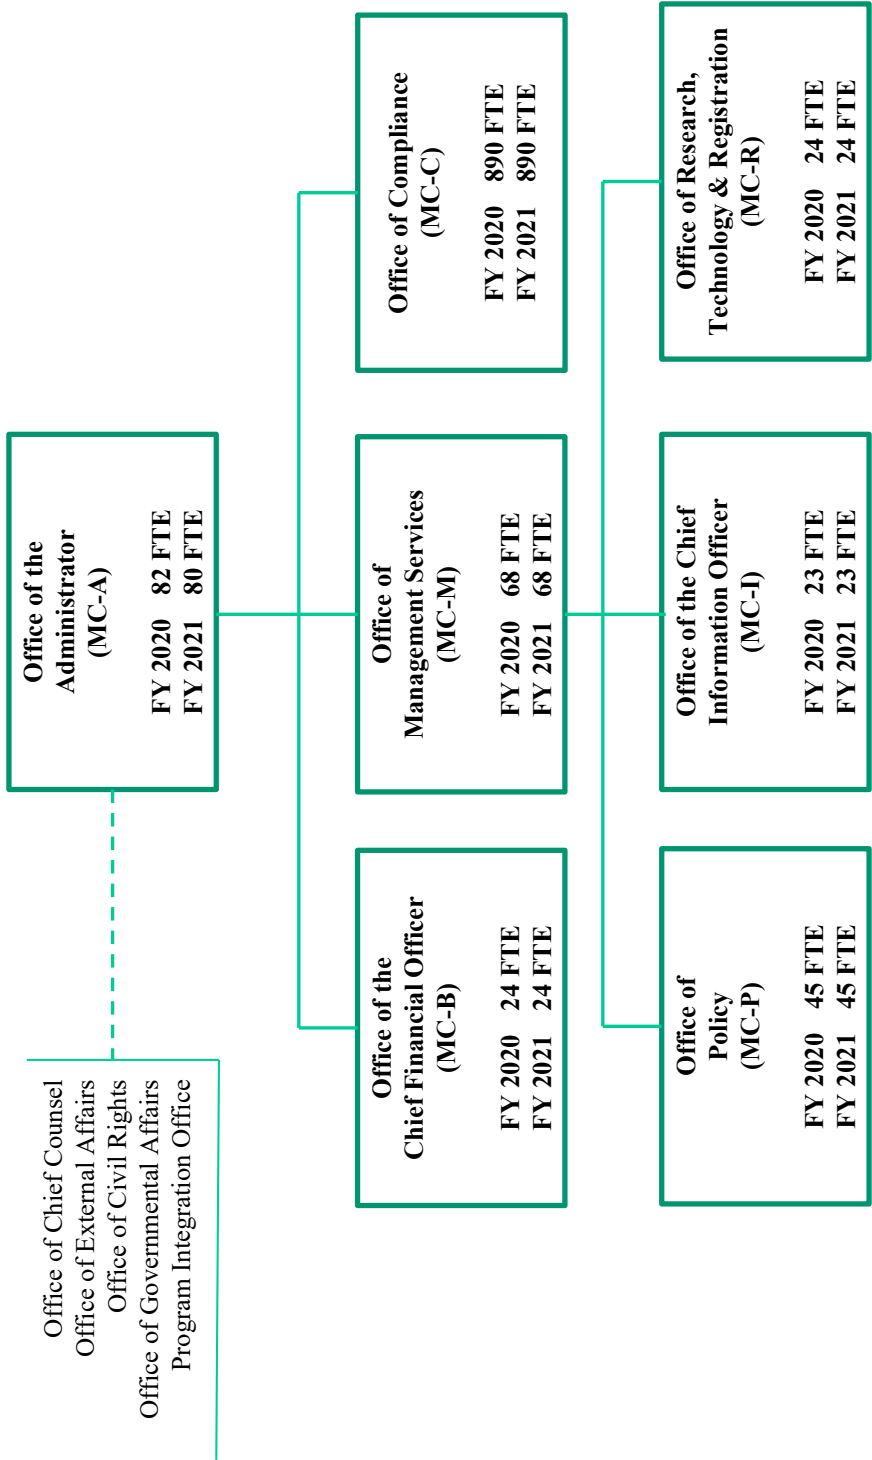 Office of Chief Counsel
Office of External Affairs
Office of Civil Rights
Office of Governmental Affairs
Program Integration Office
Office of the
Administrator
(MC-A)
FY 2020 82 FTE
FY 2021 80 FTE
Office of the
Chief Financial Officer
(MC-B)
FY 2020 24 FTE
FY 2021 24 FTE
Office of
Management Services
(MC-M)
FY 2020 68 FTE
FY 2021 68 FTE
Office of Compliance
(MC-C)
FY 2020 890 FTE
FY 2021 890 FTE
Office of
Policy
(MC-P)
FY 2020 45 FTE
FY 2021 45 FTE
Office of the Chief
Information Officer
(MC-I)
FY 2020 23 FTE
FY 2021 23 FTE
Office of Research,
Technology & Registration
(MC-R)
FY 2020 24 FTE
FY 2021 24 FTE